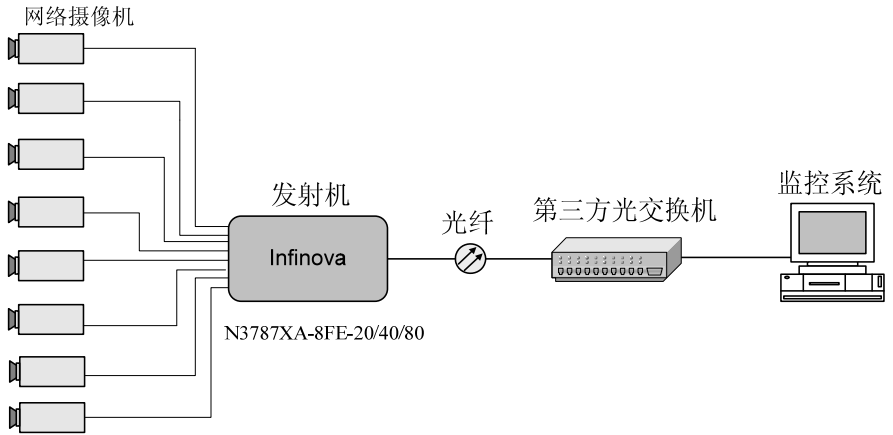 网络摄像机
发射机
Infinova
N3787XA-8FE-20/40/80
光纤
第三方光交换机
监控系统